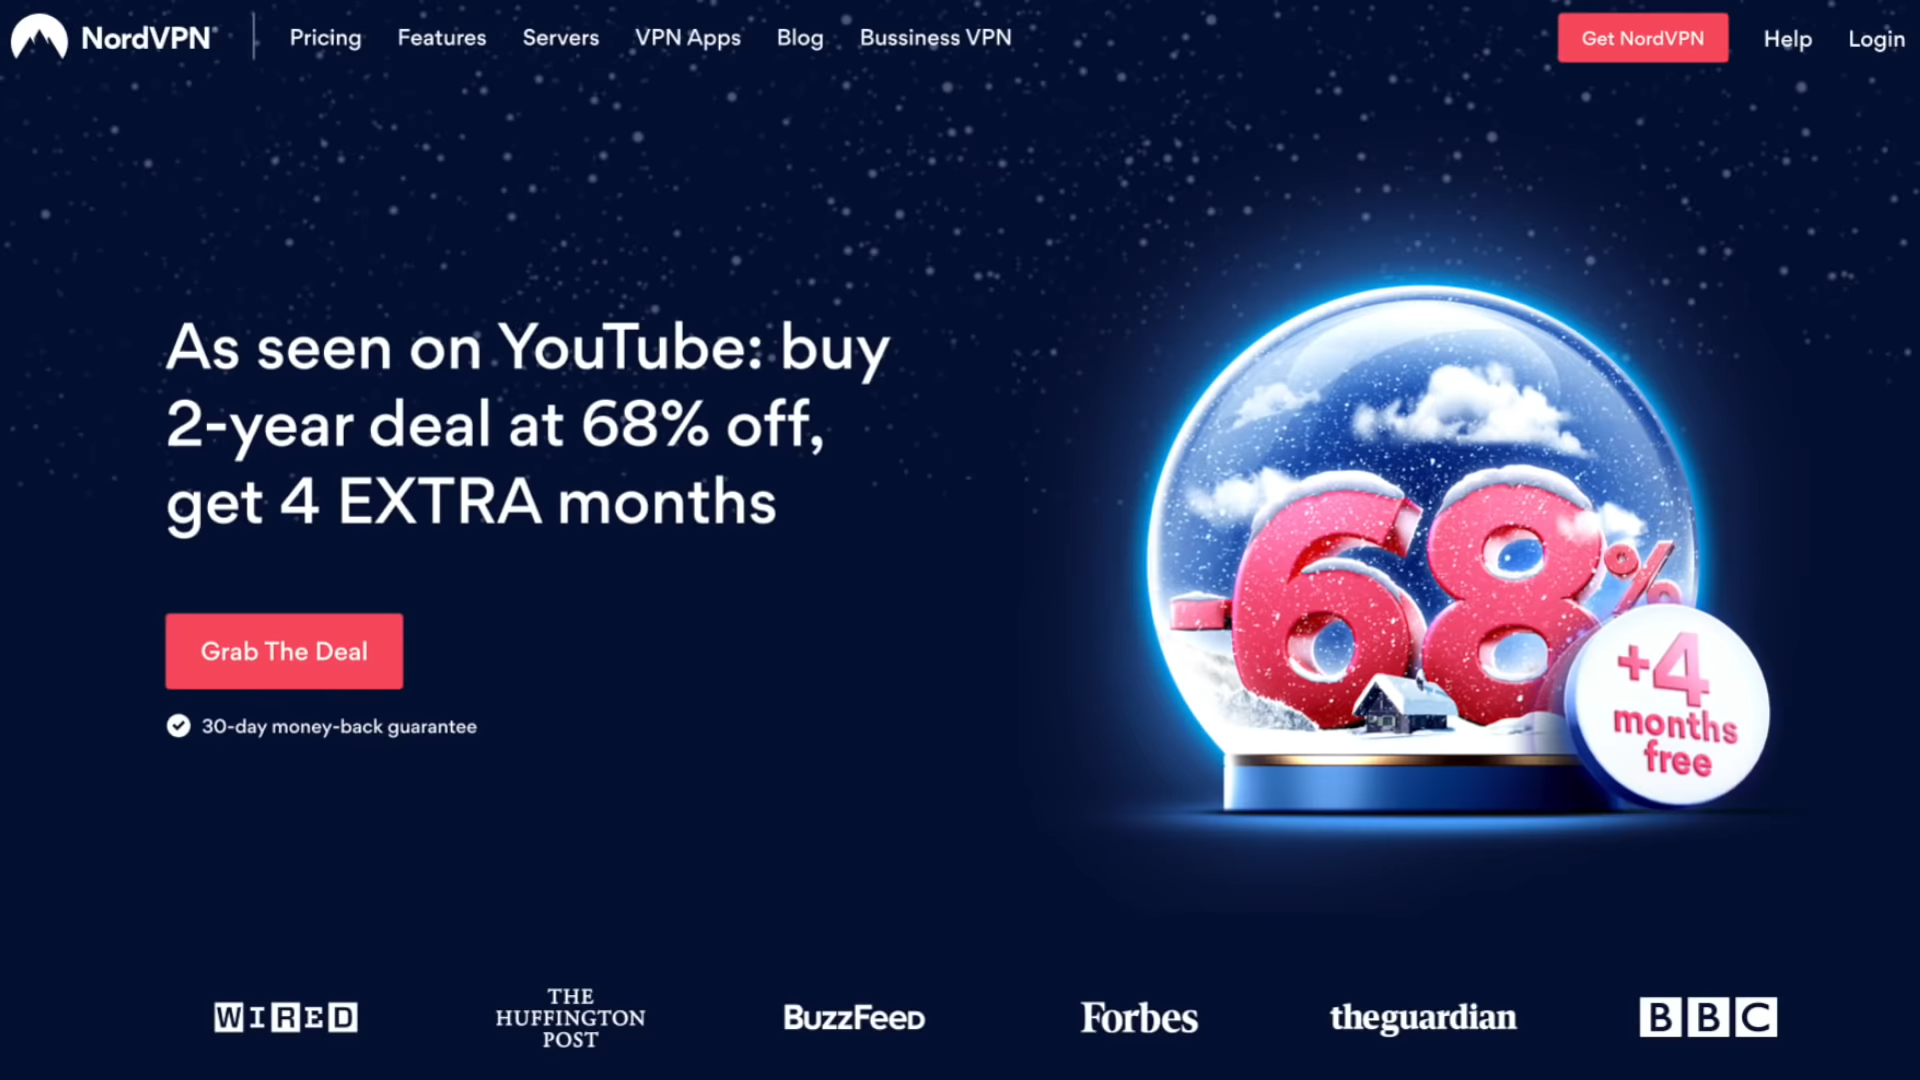 NordVPN
Pricing
Features
Servers
VPN Apps
Blog
Bussiness VPN
Get NordVPN
Help
Login
As seen on YouTube: buy
2-year deal at 68% off,
get 4 EXTRA months
Grab The Deal
30-day money-back guarantee
-68%
+4
months
free
WIRED
THE
HUFFINGTON
POST
BuzzFeeD
Forbes
theguardian
BBC